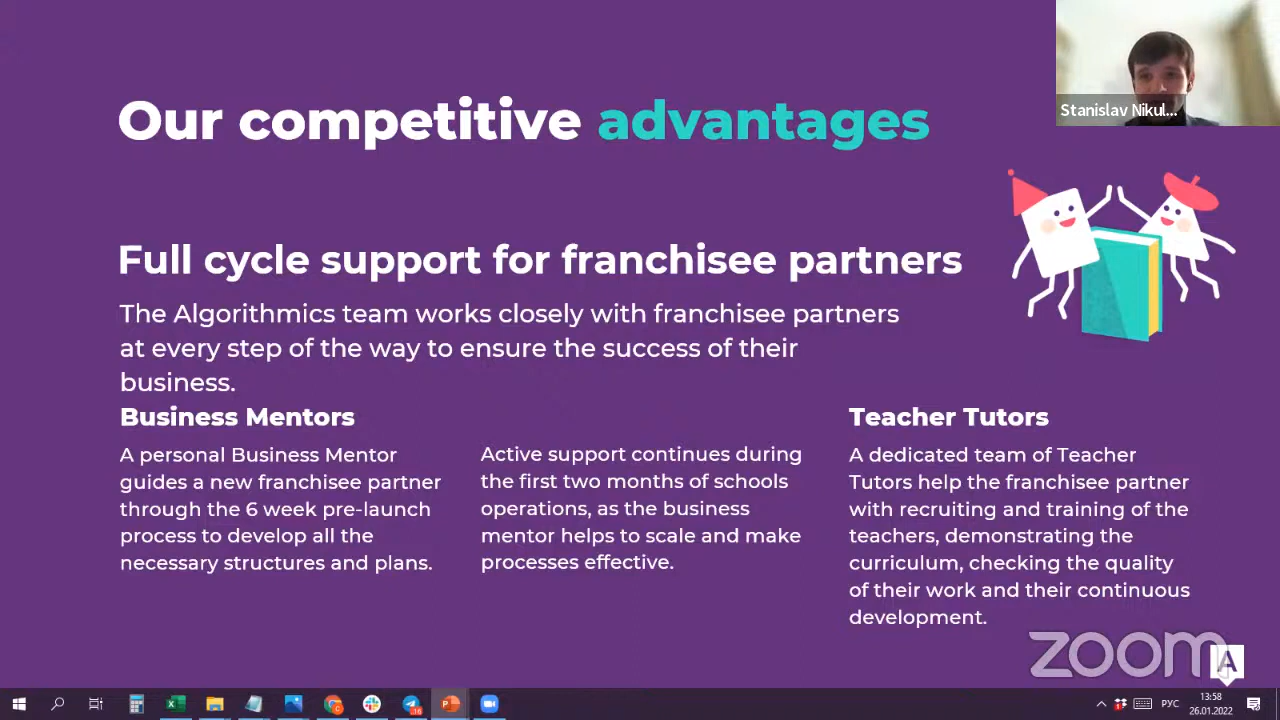 Stanislav Nikul...
Our competitive advantages
Full cycle support for franchisee partners
The Algorithmics team works closely with franchisee partners
at every step of the way to ensure the success of their
business.
Business Mentors
A personal Business Mentor
guides a new franchisee partner
through the 6 week pre-launch
process to develop all the
necessary structures and plans.
Active support continues during
the first two months of schools
operations, as the business
mentor helps to scale and make
processes effective.
Teacher Tutors
A dedicated team of Teacher
Tutors help the franchisee partner
with recruiting and training of the
teachers, demonstrating the
curriculum, checking the quality
of their work and their continuous
development.
zoom
A
РУС
13:58
26.01.2022